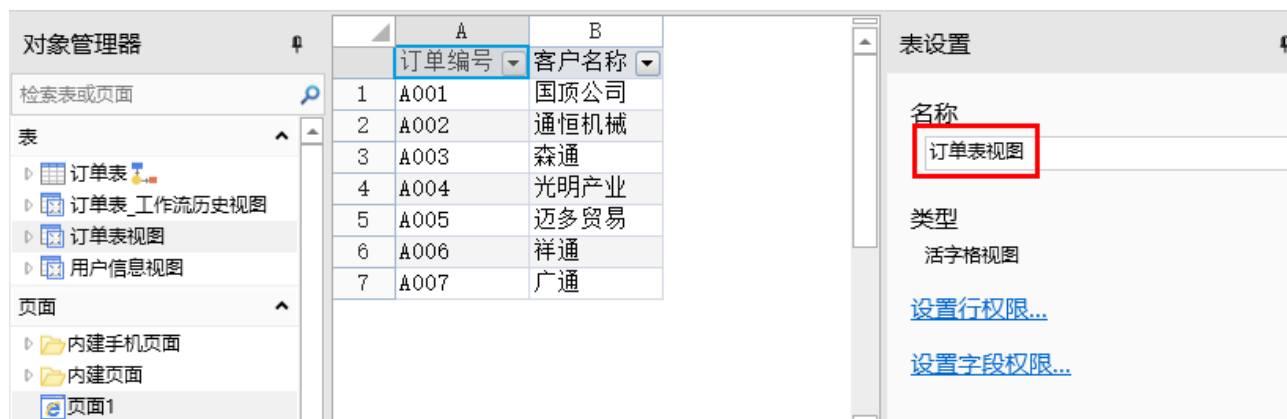 对象管理器
检索表或页面
表
订单表
订单表_工作流历史视图
订单表视图
用户信息视图
页面
内建手机页面
内建页面
页面1
A B
订单编号 客户名称
1 A001 国顶公司
2 A002 通恒机械
3 A003 森通
4 A004 光明产业
5 A005 迈多贸易
6 A006 祥通
7 A007 广通
表设置
名称
订单表视图
类型
活字格视图
设置行权限...
设置字段权限...